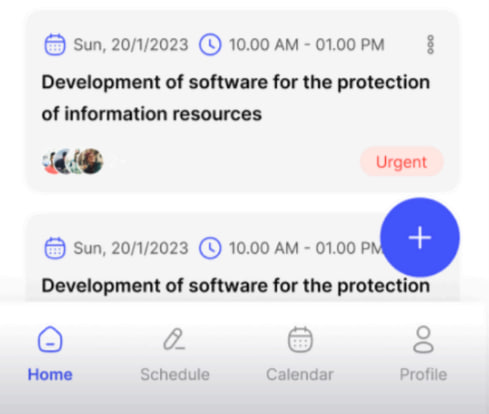 Sun, 20/1/2023 10.00 AM - 01.00 PM
Development of software for the protection
of information resources
Urgent
Sun, 20/1/2023 10.00 AM - 01.00 PM
Development of software for the protection
Home Schedule Calendar Profile